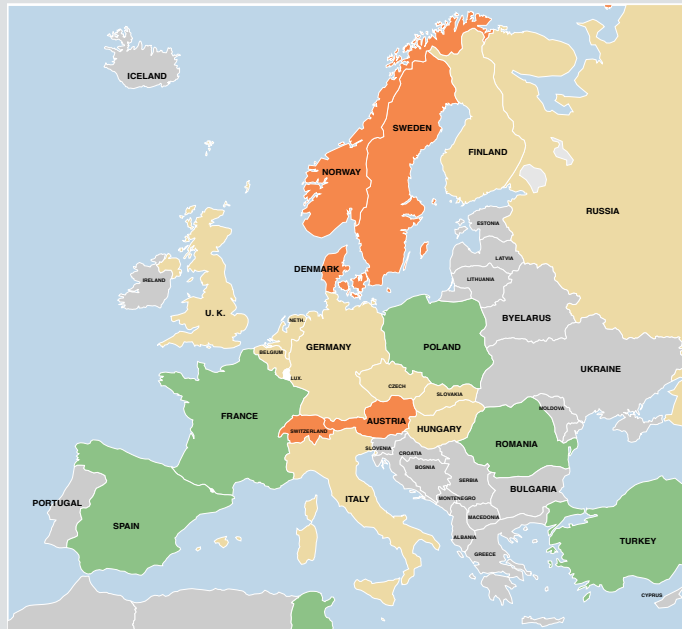 ICELAND
SWEDEN
FINLAND
NORWAY
RUSSIA
ESTONIA
LATVIA
DENMARK
LITHUANIA
IRELAND
U. K.
BYELARUS
NETH.
GERMANY
POLAND
BELGIUM
UKRAINE
LUX.
CZECH
SLOVAKIA
MOLDOVA
FRANCE
AUSTRIA
SWITZERLAND
HUNGARY
ROMANIA
SLOVENIA
CROATIA
BOSNIA
SERBIA
BULGARIA
ITALY
MONTENEGRO
PORTUGAL
MACEDONIA
SPAIN
ALBANIA
TURKEY
GREECE
CYPRUS